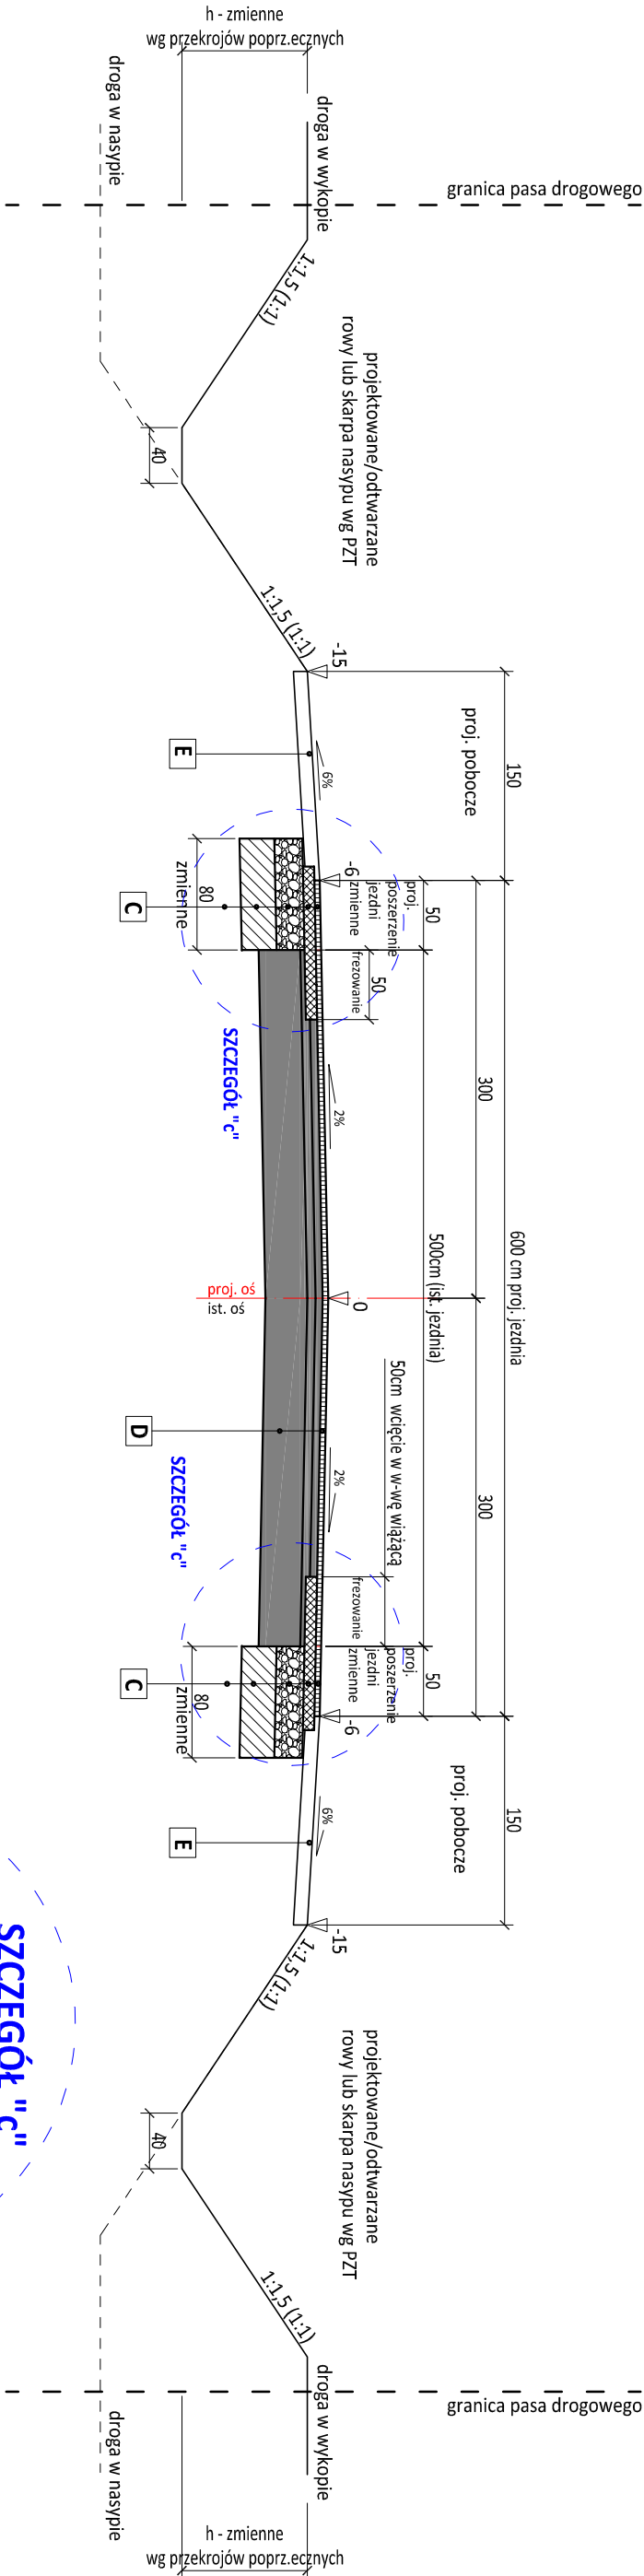 h - zmienne
wg przekrojów poprz.ecznych
droga w nasypie
droga w wykopie
granica pasa drogowego
1:1,5 (1:1)
projektowane/odtwarzane
rowy lub skarpa nasypu wg PZT
40
1:1,5 (1:1)
-15
150
proj. pobocze
E
6%
-6
proj.
poszerzenie
jezdni
zmienne
50
80
zmienne
C
50
frezowanie
SZCZEGÓŁ "c"
2%
300
600 cm proj. jezdnia
500cm (ist. jezdnia)
proj. oś
ist. oś
0
50cm wcięcie w w-wę wiążącą
300
D
2%
SZCZEGÓŁ "c"
frezowanie
proj.
poszerzenie
jezdni
zmienne
50
80
zmienne
C
-6
6%
E
proj. pobocze
150
-15
1:1,5 (1:1)
projektowane/odtwarzane
rowy lub skarpa nasypu wg PZT
40
1:1,5 (1:1)
SZCZEGÓŁ "c"
droga w wykopie
granica pasa drogowego
droga w nasypie
h - zmienne
wg przekrojów poprz.ecznych